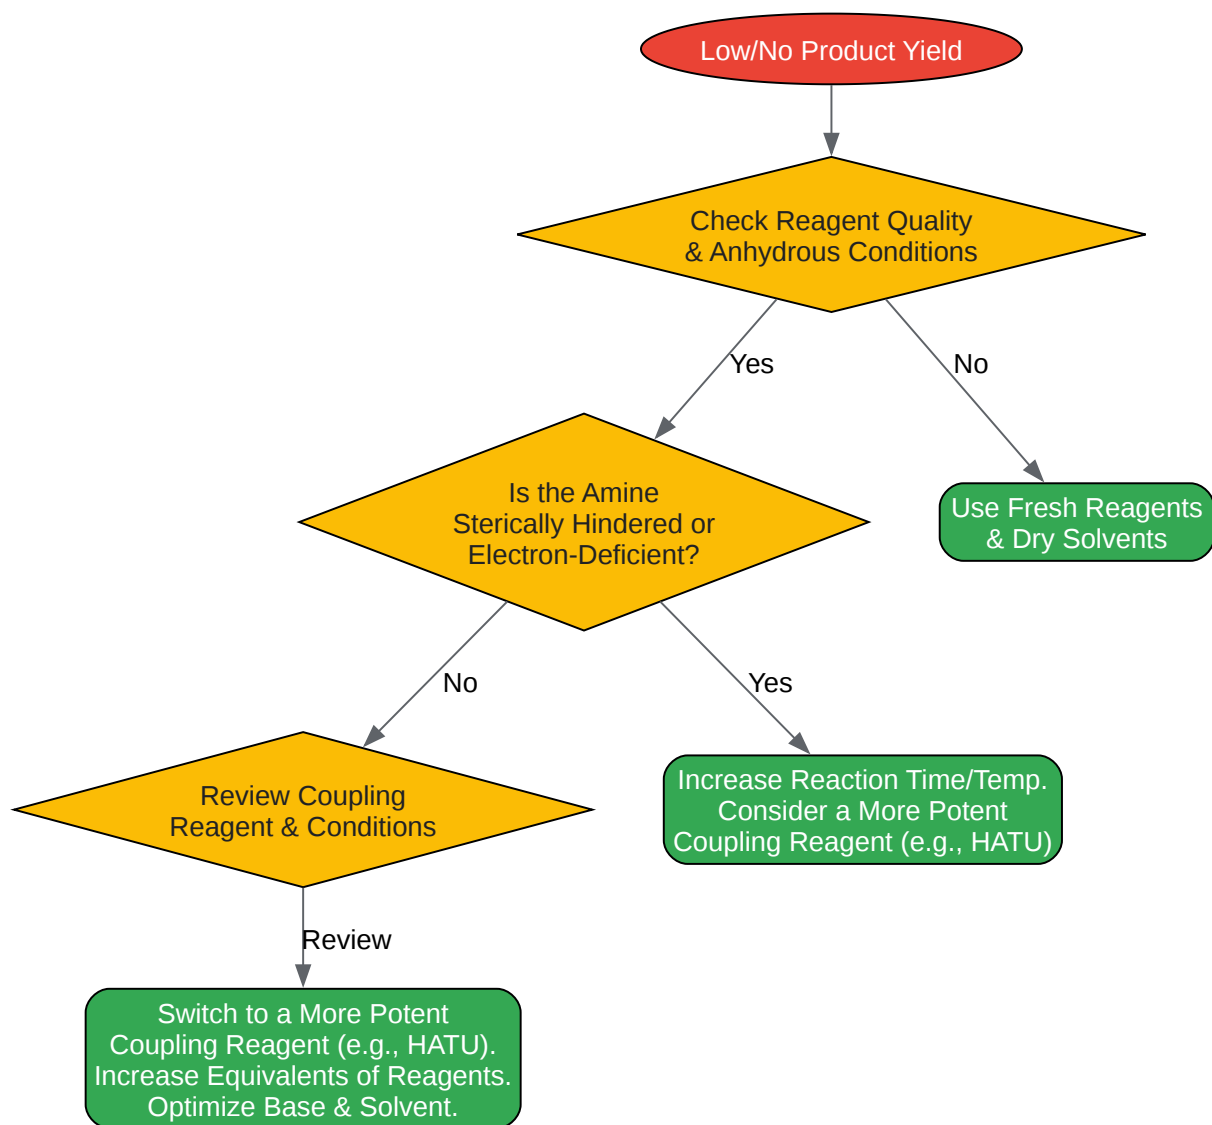 Low/No Product Yield
Check Reagent Quality
& Anhydrous Conditions
Yes
No
Is the Amine
Sterically Hindered or
Electron-Deficient?
Use Fresh Reagents
& Dry Solvents
No
Yes
Review Coupling
Reagent & Conditions
Increase Reaction Time/Temp.
Consider a More Potent
Coupling Reagent (e.g., HATU)
Review
Switch to a More Potent
Coupling Reagent (e.g., HATU).
Increase Equivalents of Reagents.
Optimize Base & Solvent.